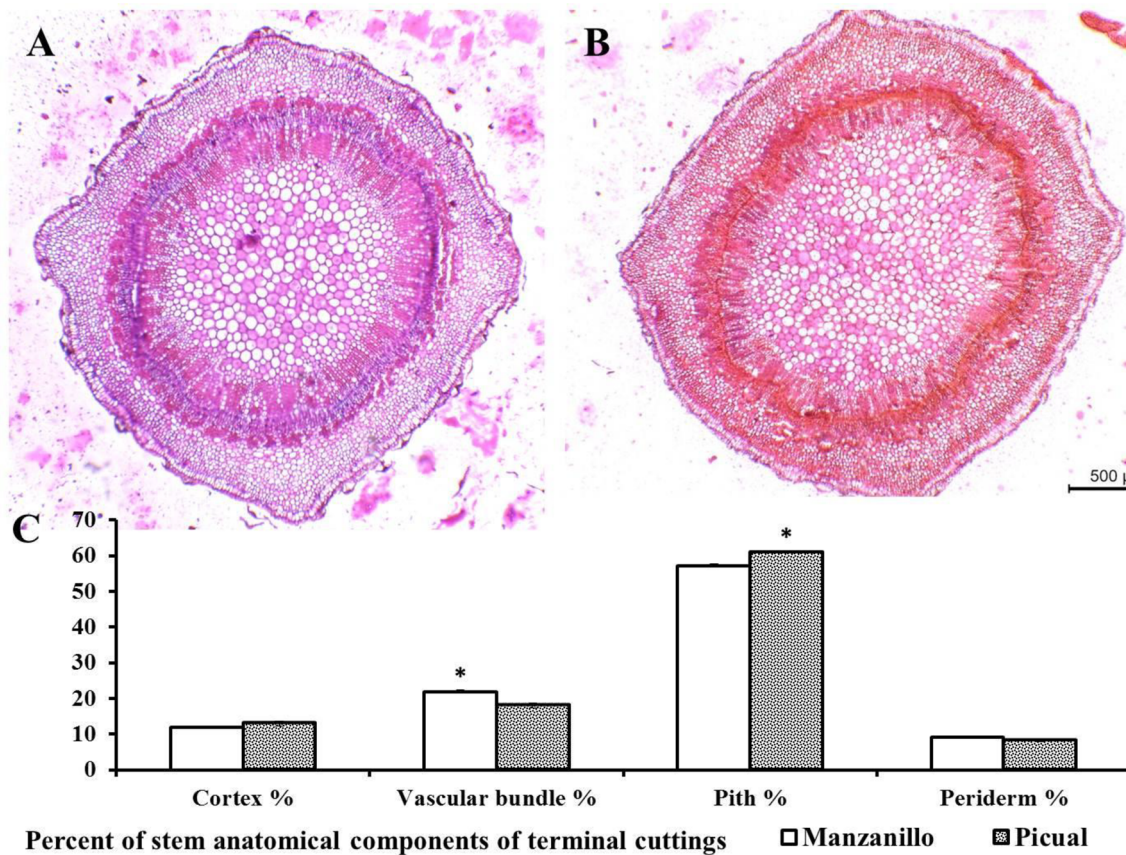 A
B
500 µ
C
70
60
50
40
30
20
10
0
*
*
Cortex %
Vascular bundle %
Pith %
Periderm %
Percent of stem anatomical components of terminal cuttings
Manzanillo
Picual